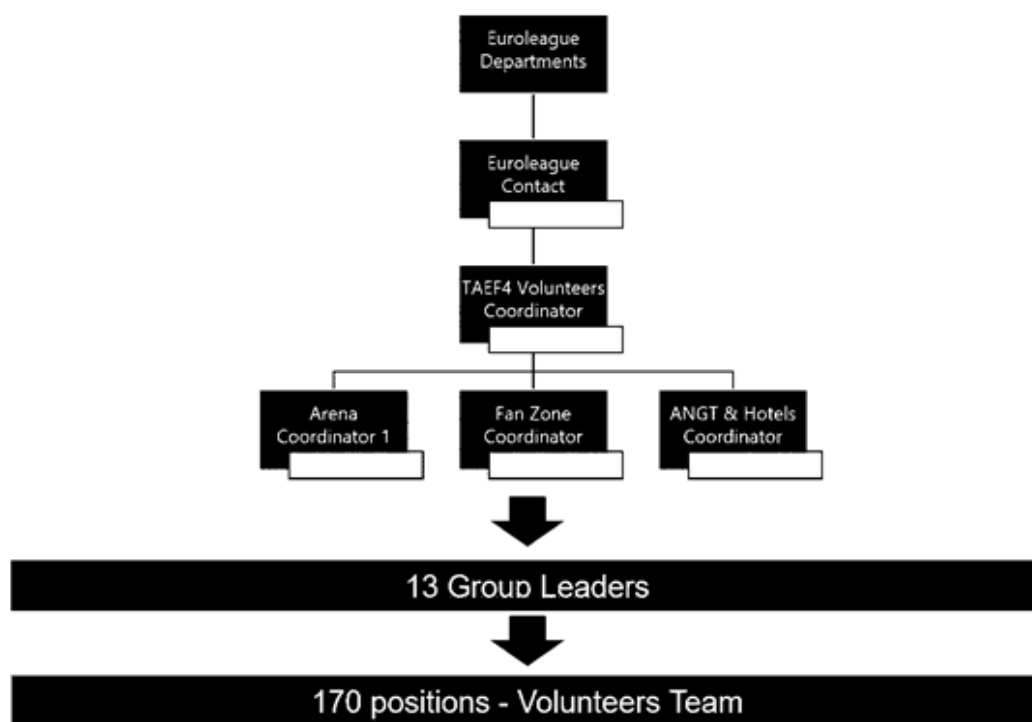 Euroleague
Departments
Euroleague
Contact
TAEF4 Volunteers
Coordinator
Arena
Coordinator 1
Fan Zone
Coordinator
ANGT & Hotels
Coordinator
13 Group Leaders
170 positions - Volunteers Team